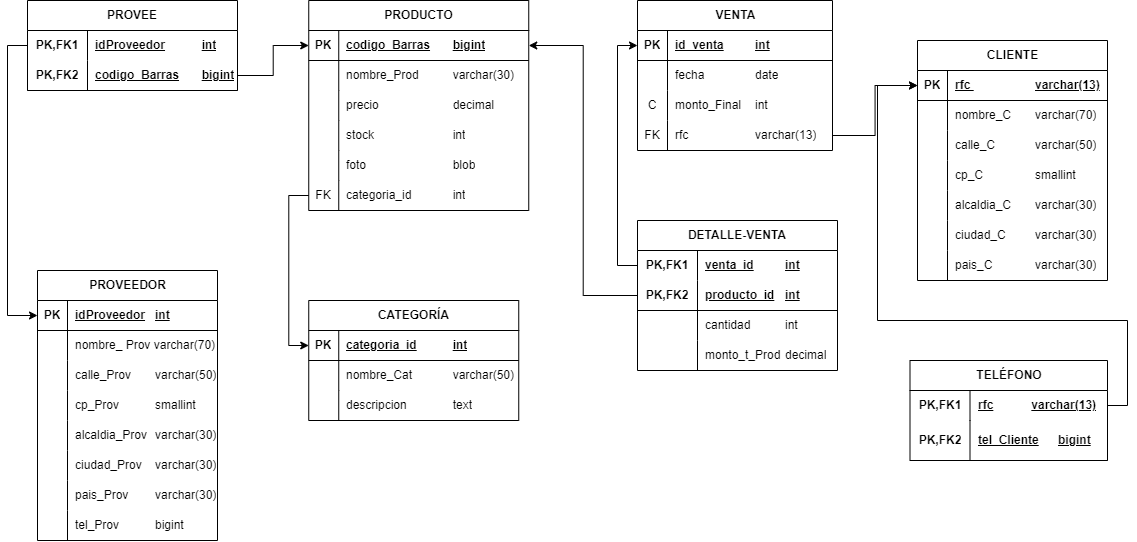 PROVEE
PK,FK1 idProveedor int
PK,FK2 codigo_Barras bigint
PRODUCTO
PK codigo_Barras bigint
nombre_Prod varchar(30)
precio decimal
stock int
foto blob
FK categoria_id int
VENTA
PK id_venta int
fecha date
C monto_Final int
FK rfc varchar(13)
CLIENTE
PK rfc varchar(13)
nombre_C varchar(70)
calle_C varchar(50)
cp_C smallint
alcaldia_C varchar(30)
ciudad_C varchar(30)
pais_C varchar(30)
PROVEEDOR
PK idProveedor int
nombre_ Prov varchar(70)
calle_Prov varchar(50)
cp_Prov smallint
alcaldia_Prov varchar(30)
ciudad_Prov varchar(30)
pais_Prov varchar(30)
tel_Prov bigint
CATEGORÍA
PK categoria_id int
nombre_Cat varchar(50)
descripcion text
DETALLE-VENTA
PK,FK1 venta_id int
PK,FK2 producto_id int
cantidad int
monto_t_Prod decimal
TELÉFONO
PK,FK1 rfc varchar(13)
PK,FK2 tel_Cliente bigint